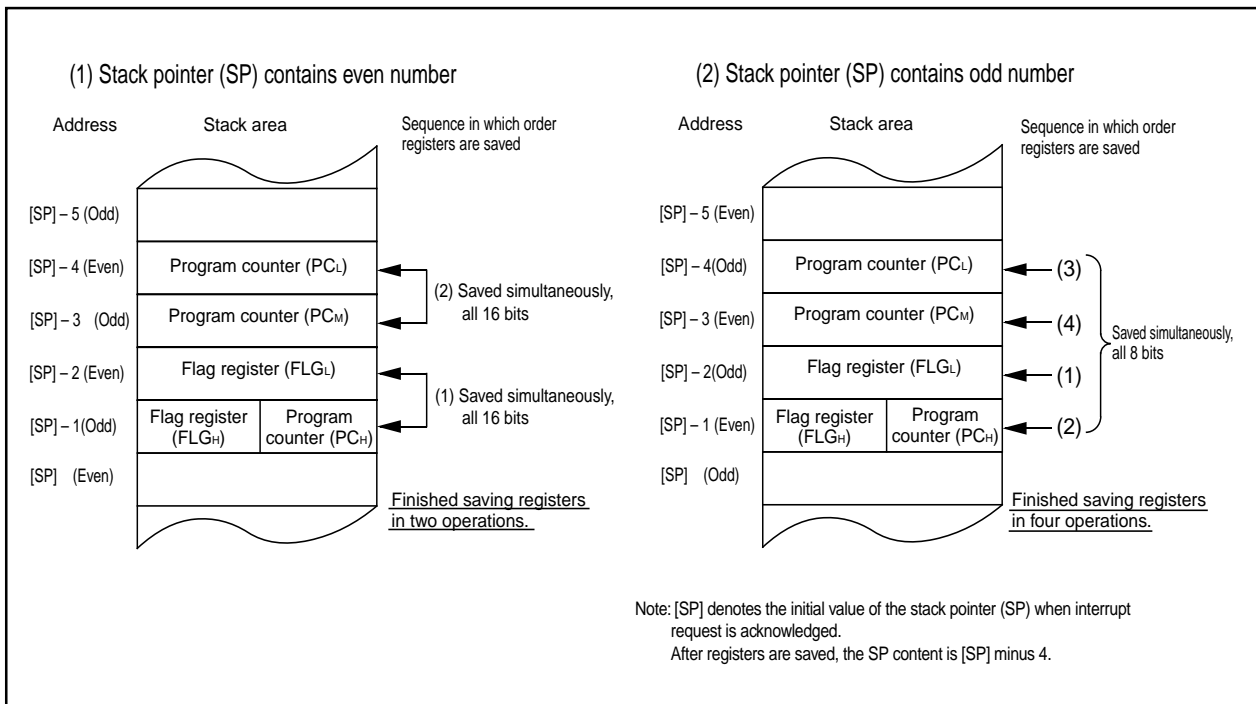 (1) Stack pointer (SP) contains even number
Address
Stack area
Sequence in which order
registers are saved
[SP] – 5 (Odd)
[SP] – 4 (Even)
Program counter (PCL)
[SP] – 3 (Odd)
Program counter (PCM)
(2) Saved simultaneously,
all 16 bits
[SP] – 2 (Even)
Flag register (FLGL)
[SP] – 1(Odd)
Flag register
(FLGH)
Program
counter (PCH)
(1) Saved simultaneously,
all 16 bits
[SP] (Even)
Finished saving registers
in two operations.
(2) Stack pointer (SP) contains odd number
Address
Stack area
Sequence in which order
registers are saved
[SP] – 5 (Even)
[SP] – 4(Odd)
Program counter (PCL)
(3)
[SP] – 3 (Even)
Program counter (PCM)
(4)
Saved simultaneously,
all 8 bits
[SP] – 2(Odd)
Flag register (FLGL)
(1)
[SP] – 1 (Even)
Flag register
(FLGH)
Program
counter (PCH)
(2)
[SP] (Odd)
Finished saving registers
in four operations.
Note: [SP] denotes the initial value of the stack pointer (SP) when interrupt
request is acknowledged.
After registers are saved, the SP content is [SP] minus 4.